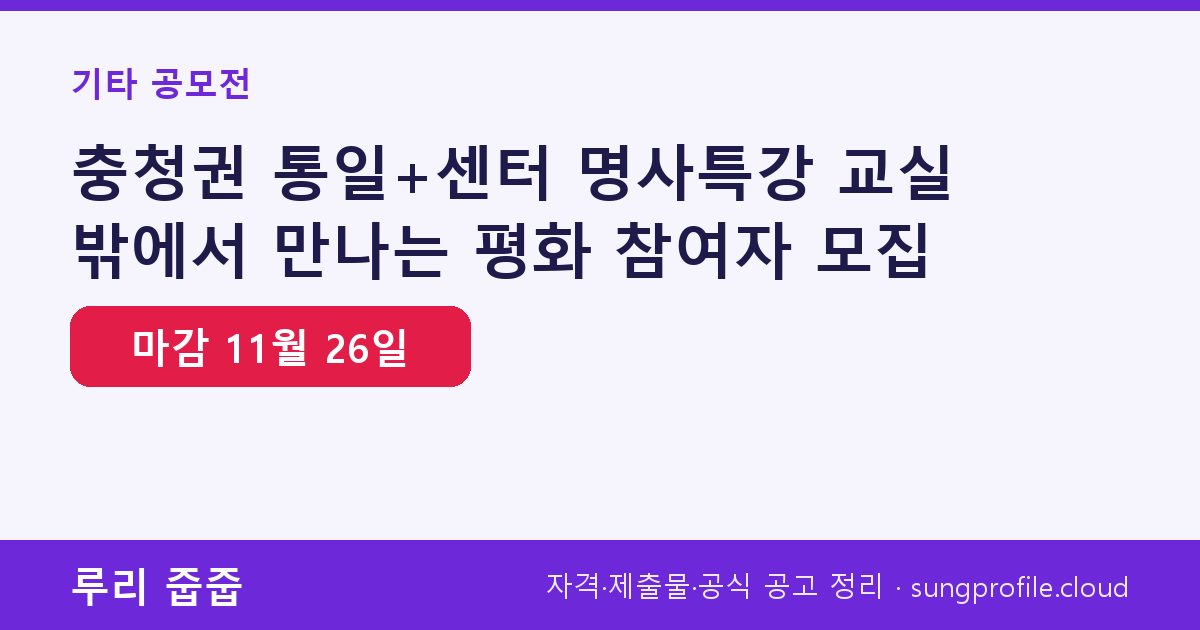 기타 공모전
충청권 통일+센터 명사특강 교실
밖에서 만나는 평화 참여자 모집
마감 11월 26일
루리 줍줍
자격·제출물·공식 공고 정리 · sungprofile.cloud